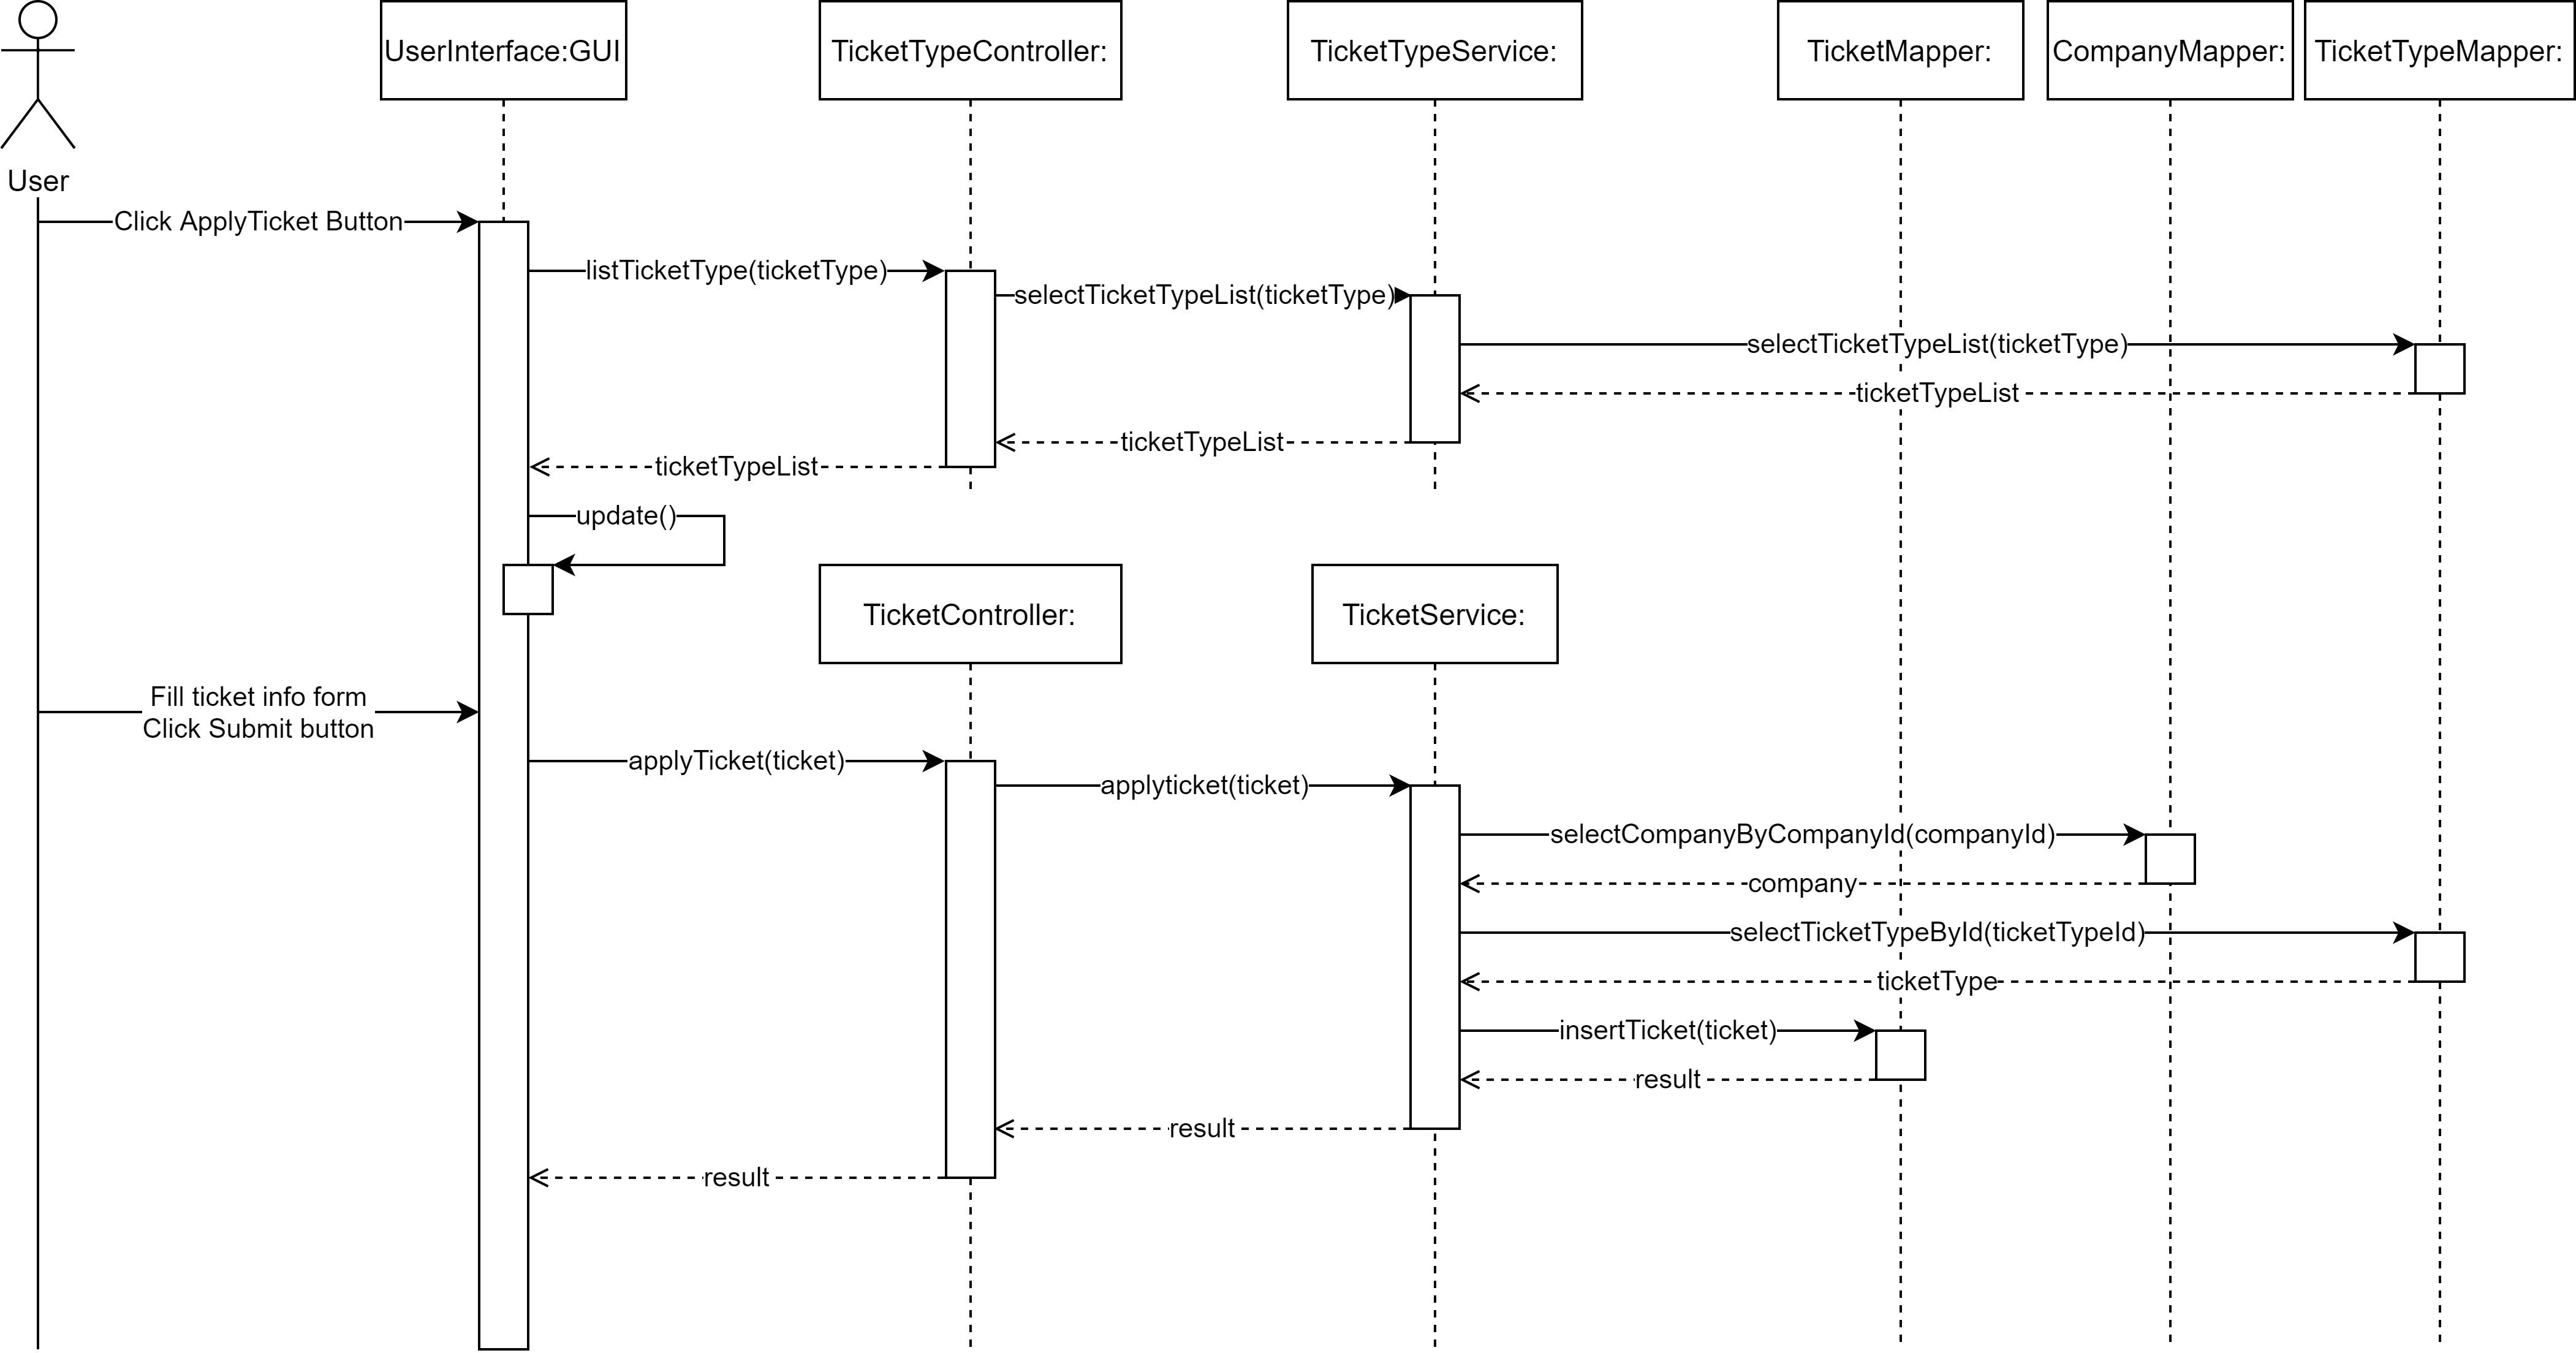 UserInterface:GUI
TicketTypeController:
TicketTypeService:
TicketMapper:
CompanyMapper:
TicketTypeMapper:
User
Click ApplyTicket Button
listTicketType(ticketType)
selectTicketTypeList(ticketType)
selectTicketTypeList(ticketType)
ticketTypeList
ticketTypeList
ticketTypeList
update()
TicketController:
TicketService:
Fill ticket info form
Click Submit button
applyTicket(ticket)
applyticket(ticket)
selectCompanyByCompanyId(companyId)
company
selectTicketTypeById(ticketTypeId)
ticketType
insertTicket(ticket)
result
result
result